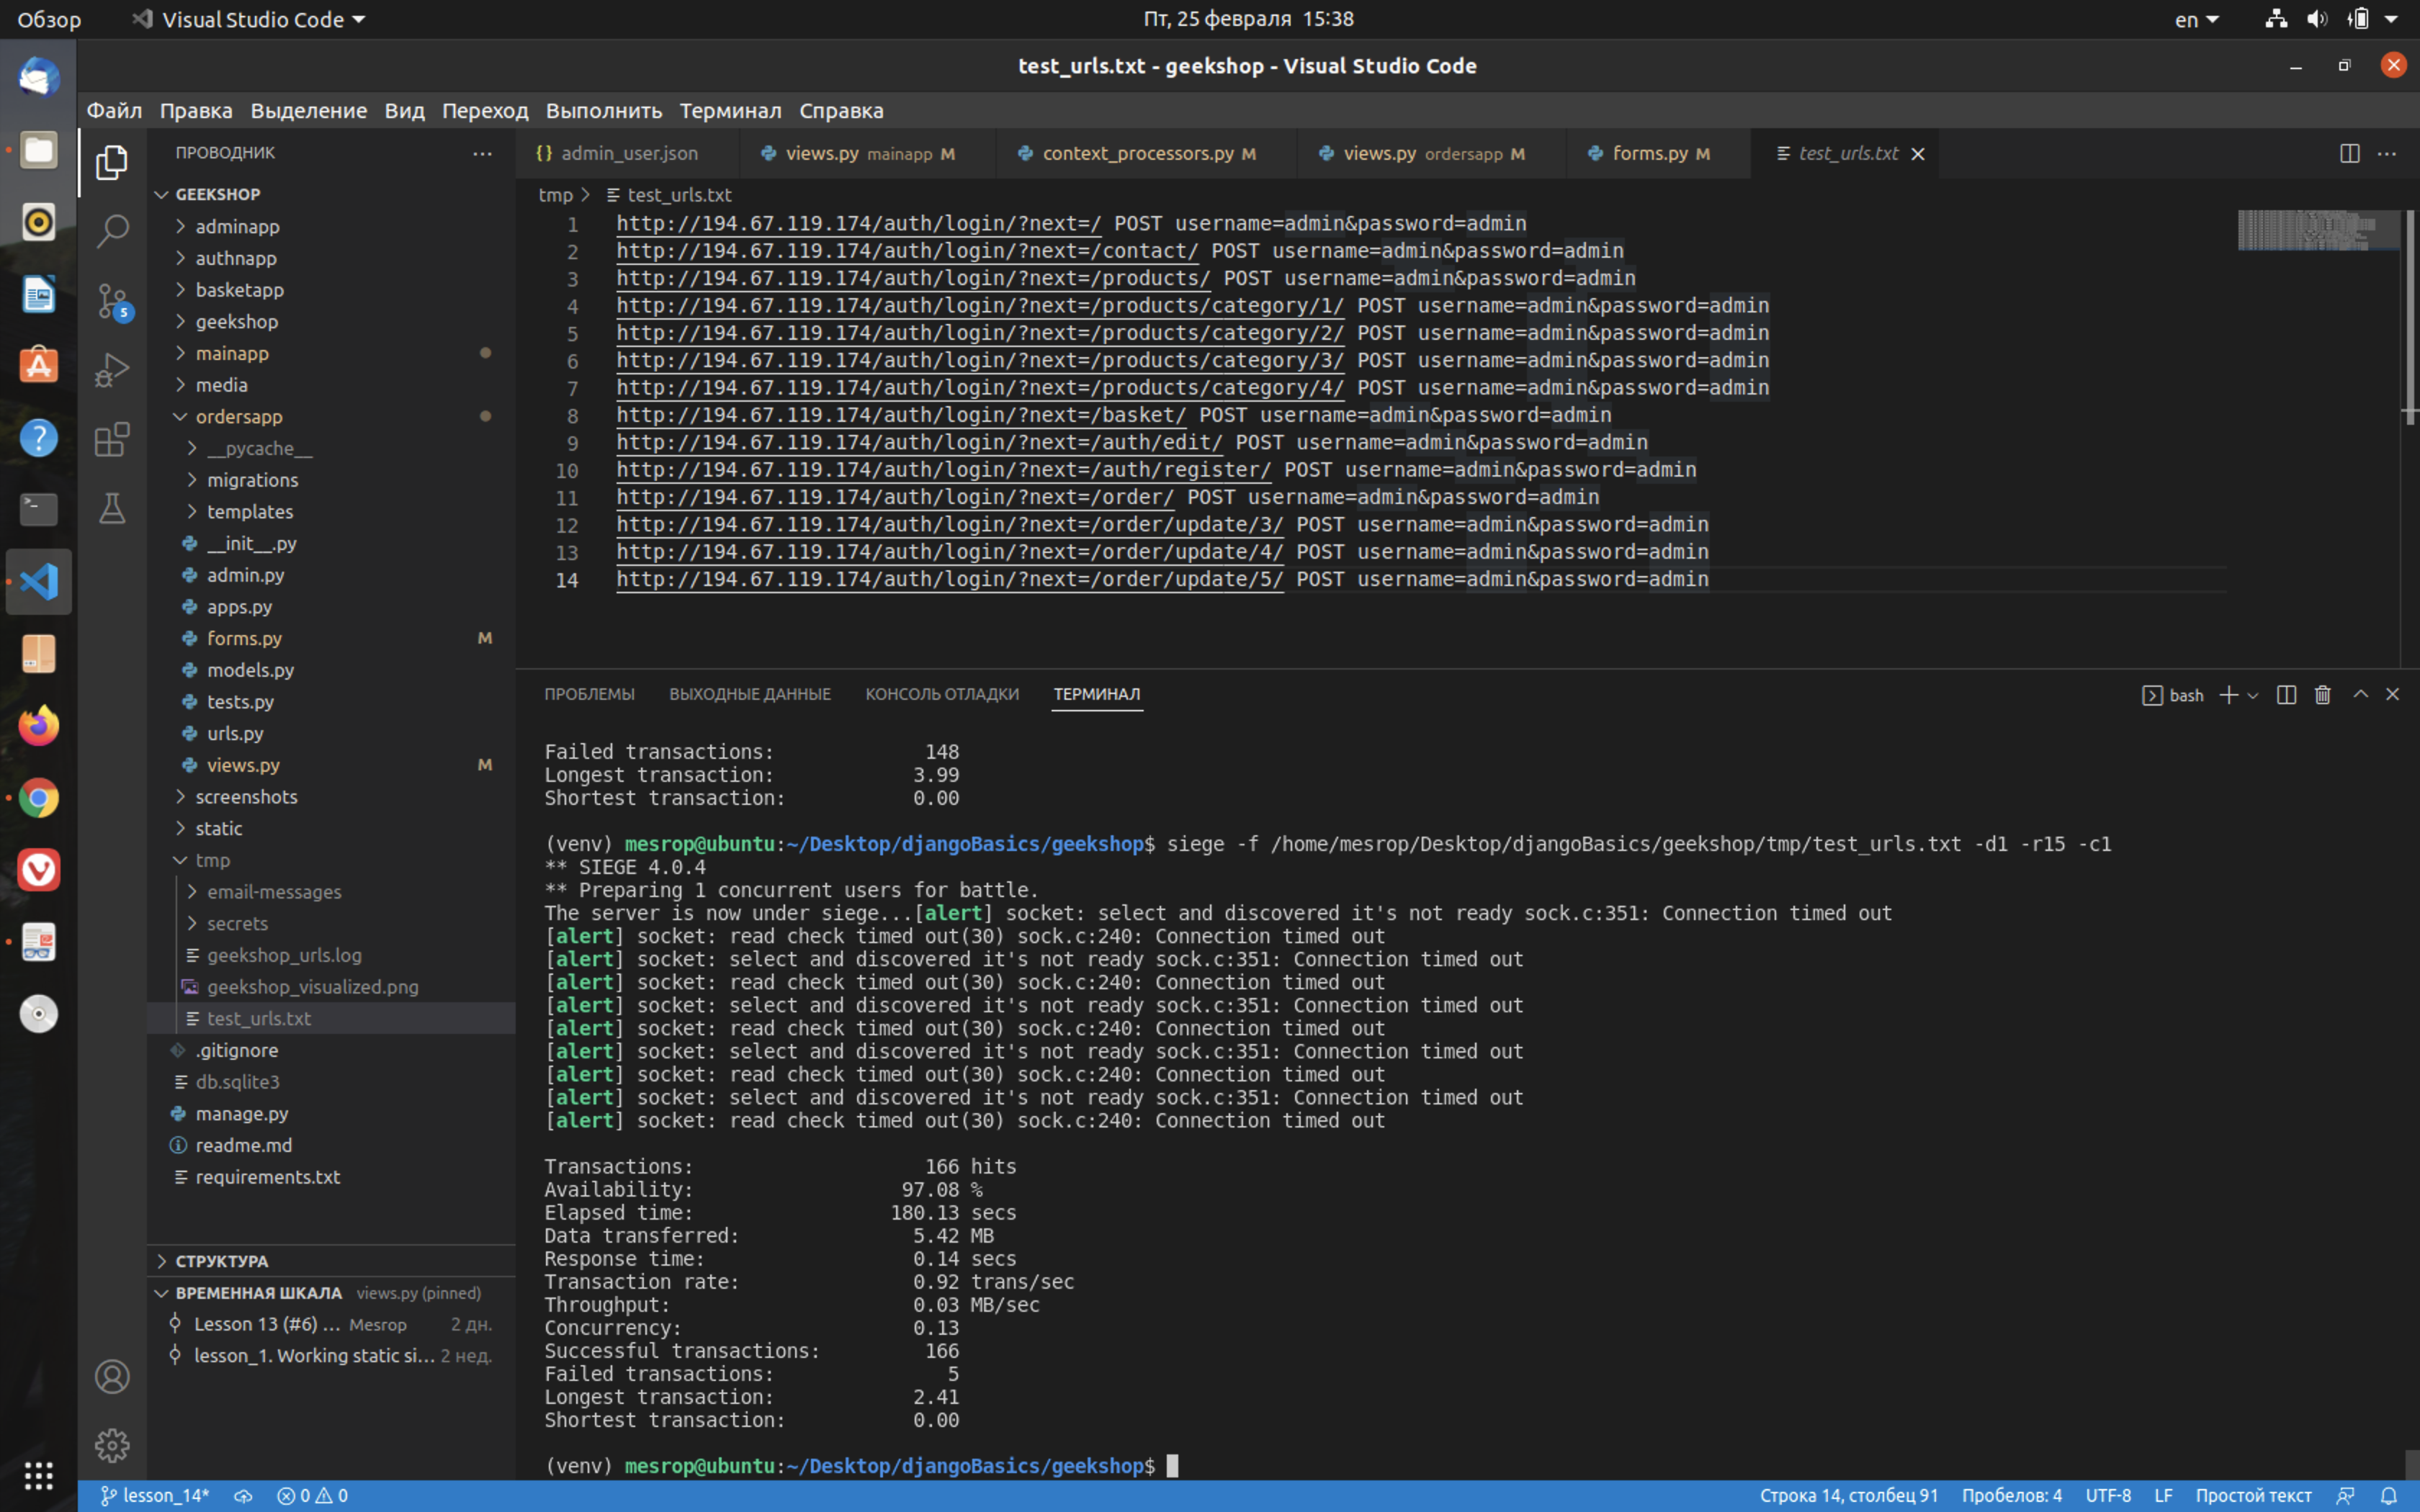 Обзор
Visual Studio Code
Пт, 25 февраля 15:38
en
test_urls.txt - geekshop - Visual Studio Code
Файл Правка Выделение Вид Переход Выполнить Терминал Справка
ПРОВОДНИК
GEEKSHOP
adminapp
authnapp
basketapp
geekshop
mainapp
media
ordersapp
__pycache__
migrations
templates
__init__.py
admin.py
apps.py
forms.py M
models.py
tests.py
urls.py
views.py M
screenshots
static
tmp
email-messages
secrets
geekshop_urls.log
geekshop_visualized.png
test_urls.txt
.gitignore
db.sqlite3
manage.py
readme.md
requirements.txt
СТРУКТУРА
ВРЕМЕННАЯ ШКАЛА views.py (pinned)
Lesson 13 (#6) ... Mesrop 2 дн.
lesson_1. Working static si... 2 нед.
5
{} admin_user.json views.py mainapp M context_processors.py M views.py ordersapp M forms.py M test_urls.txt
tmp > test_urls.txt
1 http://194.67.119.174/auth/login/?next=/ POST username=admin&password=admin
2 http://194.67.119.174/auth/login/?next=/contact/ POST username=admin&password=admin
3 http://194.67.119.174/auth/login/?next=/products/ POST username=admin&password=admin
4 http://194.67.119.174/auth/login/?next=/products/category/1/ POST username=admin&password=admin
5 http://194.67.119.174/auth/login/?next=/products/category/2/ POST username=admin&password=admin
6 http://194.67.119.174/auth/login/?next=/products/category/3/ POST username=admin&password=admin
7 http://194.67.119.174/auth/login/?next=/products/category/4/ POST username=admin&password=admin
8 http://194.67.119.174/auth/login/?next=/basket/ POST username=admin&password=admin
9 http://194.67.119.174/auth/login/?next=/auth/edit/ POST username=admin&password=admin
10 http://194.67.119.174/auth/login/?next=/auth/register/ POST username=admin&password=admin
11 http://194.67.119.174/auth/login/?next=/order/ POST username=admin&password=admin
12 http://194.67.119.174/auth/login/?next=/order/update/3/ POST username=admin&password=admin
13 http://194.67.119.174/auth/login/?next=/order/update/4/ POST username=admin&password=admin
14 http://194.67.119.174/auth/login/?next=/order/update/5/ POST username=admin&password=admin
ПРОБЛЕМЫ ВЫХОДНЫЕ ДАННЫЕ КОНСОЛЬ ОТЛАДКИ ТЕРМИНАЛ
bash
Failed transactions: 148
Longest transaction: 3.99
Shortest transaction: 0.00
(venv) mesrop@ubuntu:~/Desktop/djangoBasics/geekshop$ siege -f /home/mesrop/Desktop/djangoBasics/geekshop/tmp/test_urls.txt -d1 -r15 -c1
** SIEGE 4.0.4
** Preparing 1 concurrent users for battle.
The server is now under siege...[alert] socket: select and discovered it's not ready sock.c:351: Connection timed out
[alert] socket: read check timed out(30) sock.c:240: Connection timed out
[alert] socket: select and discovered it's not ready sock.c:351: Connection timed out
[alert] socket: read check timed out(30) sock.c:240: Connection timed out
[alert] socket: select and discovered it's not ready sock.c:351: Connection timed out
[alert] socket: read check timed out(30) sock.c:240: Connection timed out
[alert] socket: select and discovered it's not ready sock.c:351: Connection timed out
[alert] socket: read check timed out(30) sock.c:240: Connection timed out
[alert] socket: select and discovered it's not ready sock.c:351: Connection timed out
[alert] socket: read check timed out(30) sock.c:240: Connection timed out
Transactions: 166 hits
Availability: 97.08 %
Elapsed time: 180.13 secs
Data transferred: 5.42 MB
Response time: 0.14 secs
Transaction rate: 0.92 trans/sec
Throughput: 0.03 MB/sec
Concurrency: 0.13
Successful transactions: 166
Failed transactions: 5
Longest transaction: 2.41
Shortest transaction: 0.00
(venv) mesrop@ubuntu:~/Desktop/djangoBasics/geekshop$
lesson_14* 0 0
Строка 14, столбец 91 Пробелов: 4 UTF-8 LF Простой текст